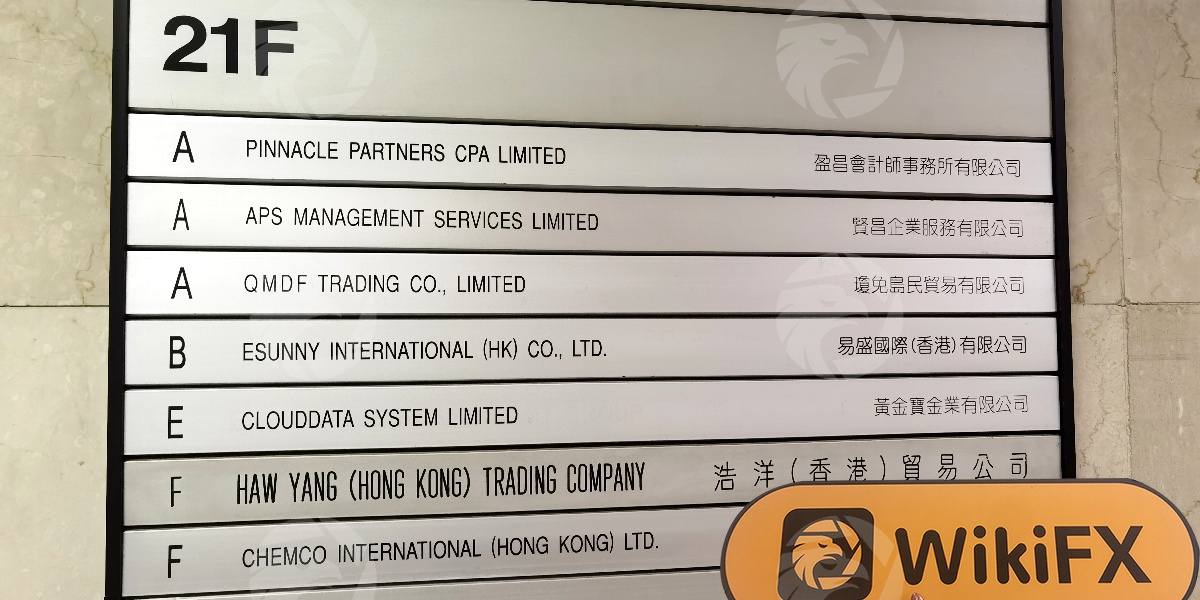 21F
A PINNACLE PARTNERS CPA LIMITED 盈昌會計師事務所有限公司
A APS MANAGEMENT SERVICES LIMITED 賢昌企業服務有限公司
A QMDF TRADING CO., LIMITED 瓊免島民貿易有限公司
B ESUNNY INTERNATIONAL (HK) CO., LTD. 易盛國際(香港)有限公司
E CLOUDDATA SYSTEM LIMITED 黃金寶金業有限公司
F HAW YANG (HONG KONG) TRADING COMPANY 浩洋(香港)貿易公司
F CHEMCO INTERNATIONAL (HONG KONG) LTD.
WikiFX